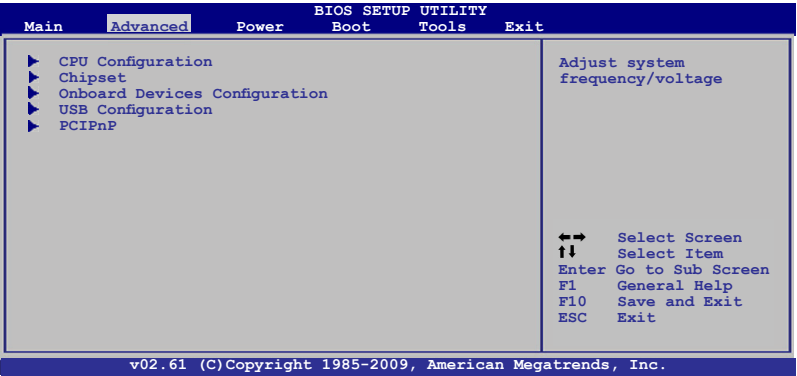 BIOS SETUP UTILITY
Main Advanced Power Boot Tools Exit
CPU Configuration
Chipset
Onboard Devices Configuration
USB Configuration
PCIPnP
Adjust system
frequency/voltage
←→ Select Screen
↑↓ Select Item
Enter Go to Sub Screen
F1 General Help
F10 Save and Exit
ESC Exit
v02.61 (C)Copyright 1985-2009, American Megatrends, Inc.